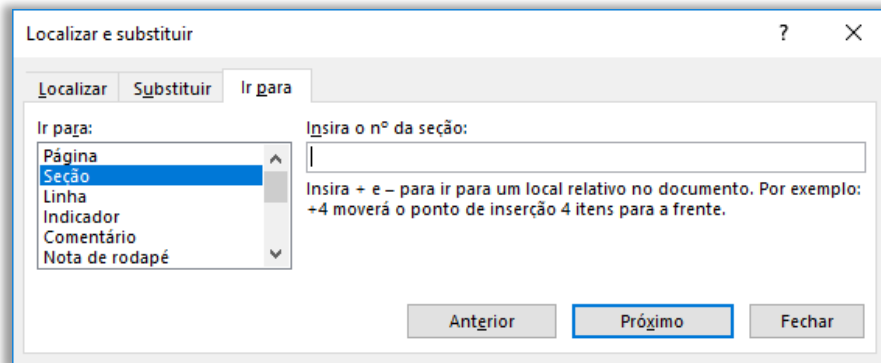 Localizar e substituir
?
Localizar Substituir Ir para
Ir para:
Página
Seção
Linha
Indicador
Comentário
Nota de rodapé
Insira o nº da seção:
Insira + e – para ir para um local relativo no documento. Por exemplo:
+4 moverá o ponto de inserção 4 itens para a frente.
Anterior Próximo Fechar